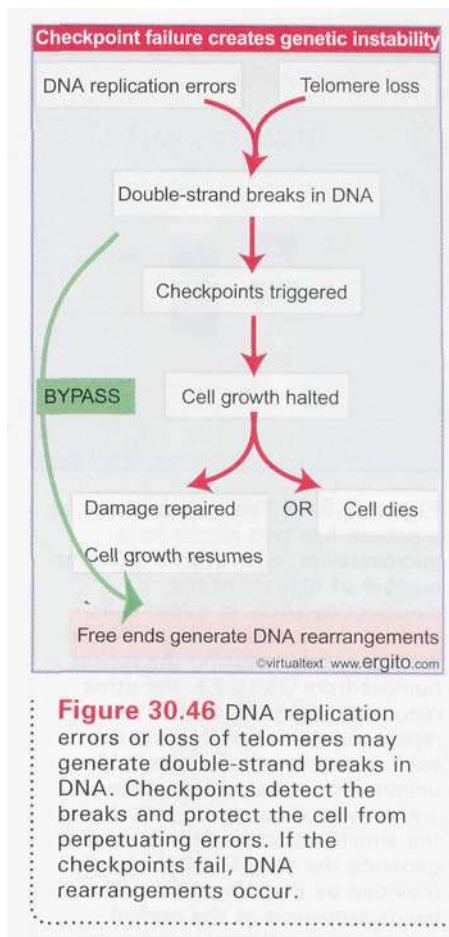 Checkpoint failure creates genetic instability
DNA replication errors
Telomere loss
Double-strand breaks in DNA
Checkpoints triggered
BYPASS
Cell growth halted
Damage repaired OR Cell dies
Cell growth resumes
Free ends generate DNA rearrangements
©virtualtext www.ergito.com
Figure 30.46 DNA replication
errors or loss of telomeres may
generate double-strand breaks in
DNA. Checkpoints detect the
breaks and protect the cell from
perpetuating errors. If the
checkpoints fail, DNA
rearrangements occur.